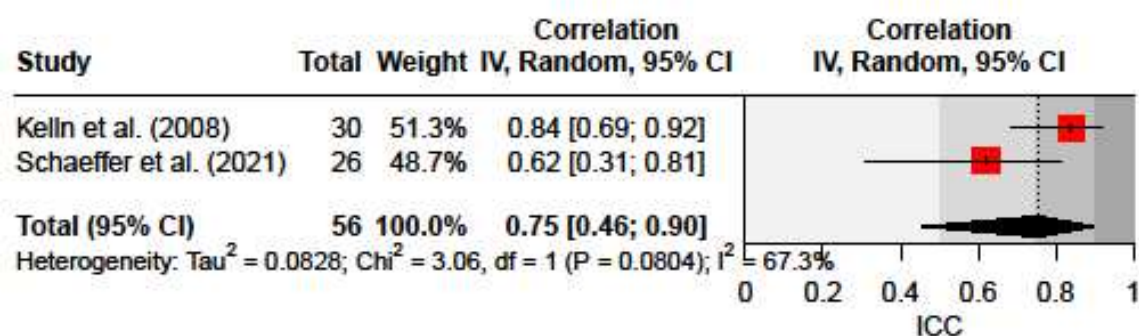 Correlation Correlation
Study Total Weight IV, Random, 95% CI IV, Random, 95% CI
Kelln et al. (2008) 30 51.3% 0.84 [0.69; 0.92]
Schaeffer et al. (2021) 26 48.7% 0.62 [0.31; 0.81]
Total (95% CI) 56 100.0% 0.75 [0.46; 0.90]
Heterogeneity: Tau² = 0.0828; Chi² = 3.06, df = 1 (P = 0.0804); I² = 67.3%
0 0.2 0.4 0.6 0.8 1
ICC